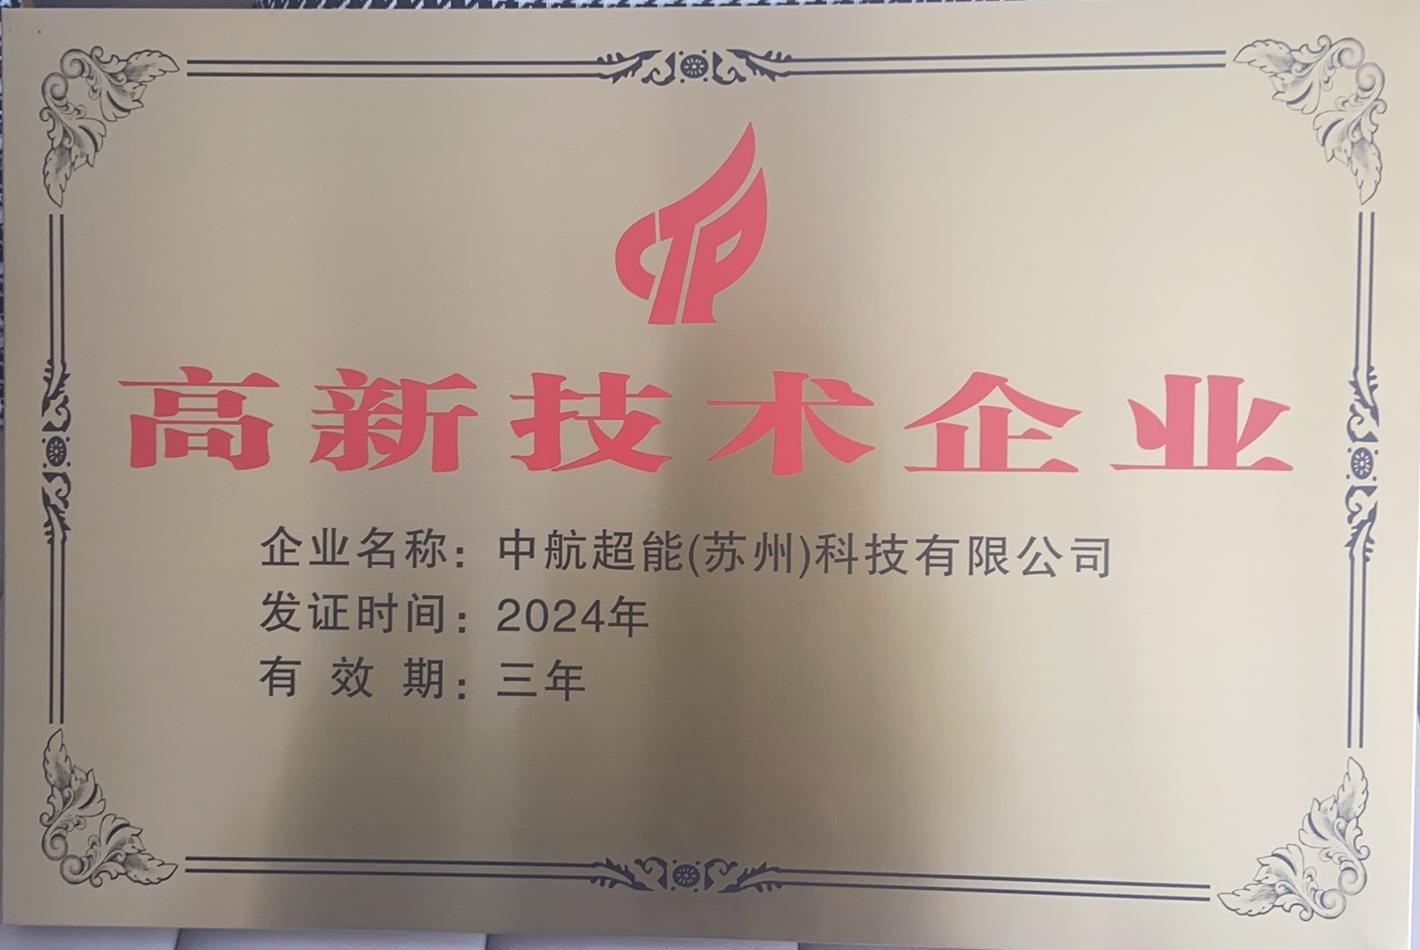 CTP
高新技术企业
企业名称：中航超能(苏州)科技有限公司
发证时间：2024年
有 效 期：三年